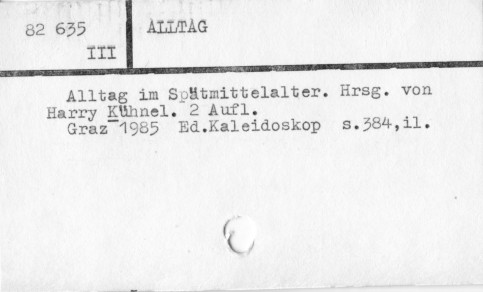 82 635 ALLTAG
III
Alltag im Spätmittelalter. Hrsg. von
Harry Kühnel. 2 Aufl.
Graz 1985 Ed.Kaleidoskop s.384,il.